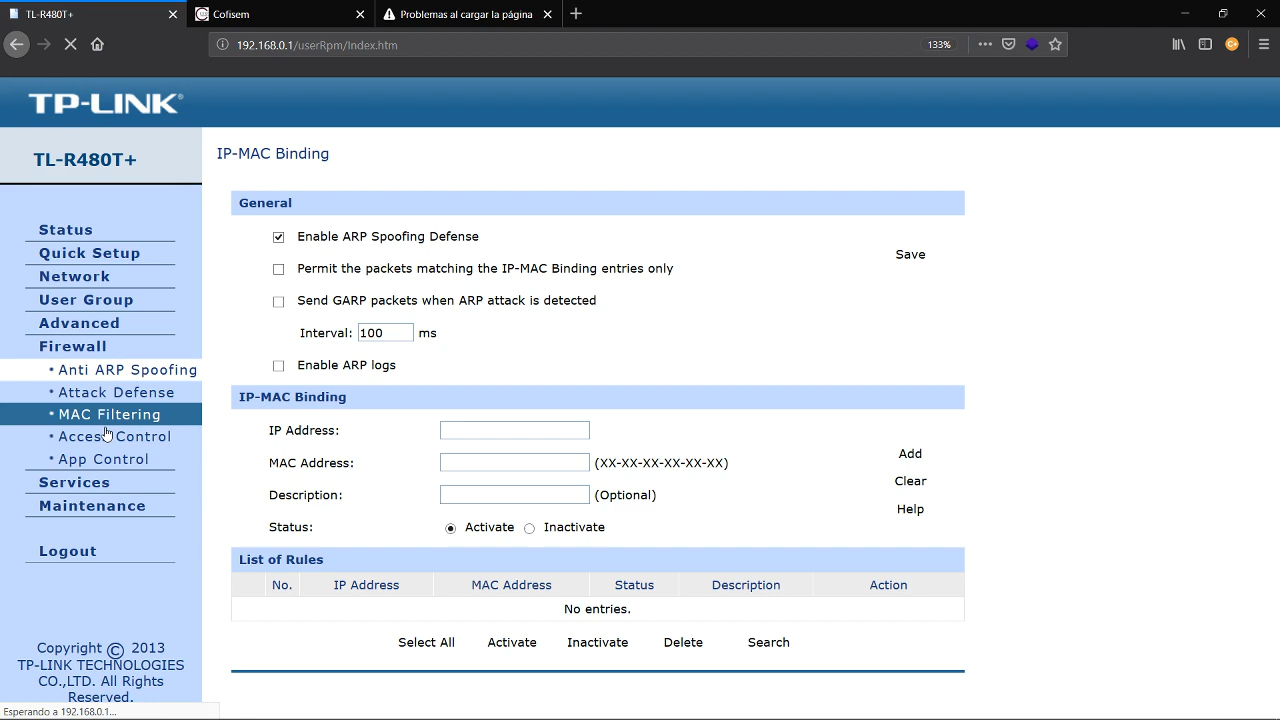 TL-R480T+
Cofisem
Problemas al cargar la página
192.168.0.1/userRpm/Index.htm
133%
TP-LINK®
TL-R480T+
IP-MAC Binding
Status
Quick Setup
Network
User Group
Advanced
Firewall
• Anti ARP Spoofing
• Attack Defense
• MAC Filtering
• Access Control
• App Control
Services
Maintenance
Logout
Copyright © 2013
TP-LINK TECHNOLOGIES
CO.,LTD. All Rights
Reserved.
General
Enable ARP Spoofing Defense
Permit the packets matching the IP-MAC Binding entries only
Save
Send GARP packets when ARP attack is detected
Interval: 100 ms
Enable ARP logs
IP-MAC Binding
IP Address:
MAC Address: (XX-XX-XX-XX-XX-XX)
Description: (Optional)
Status: Activate Inactivate
Add
Clear
Help
List of Rules
No. IP Address MAC Address Status Description Action
No entries.
Select All Activate Inactivate Delete Search
Esperando a 192.168.0.1...